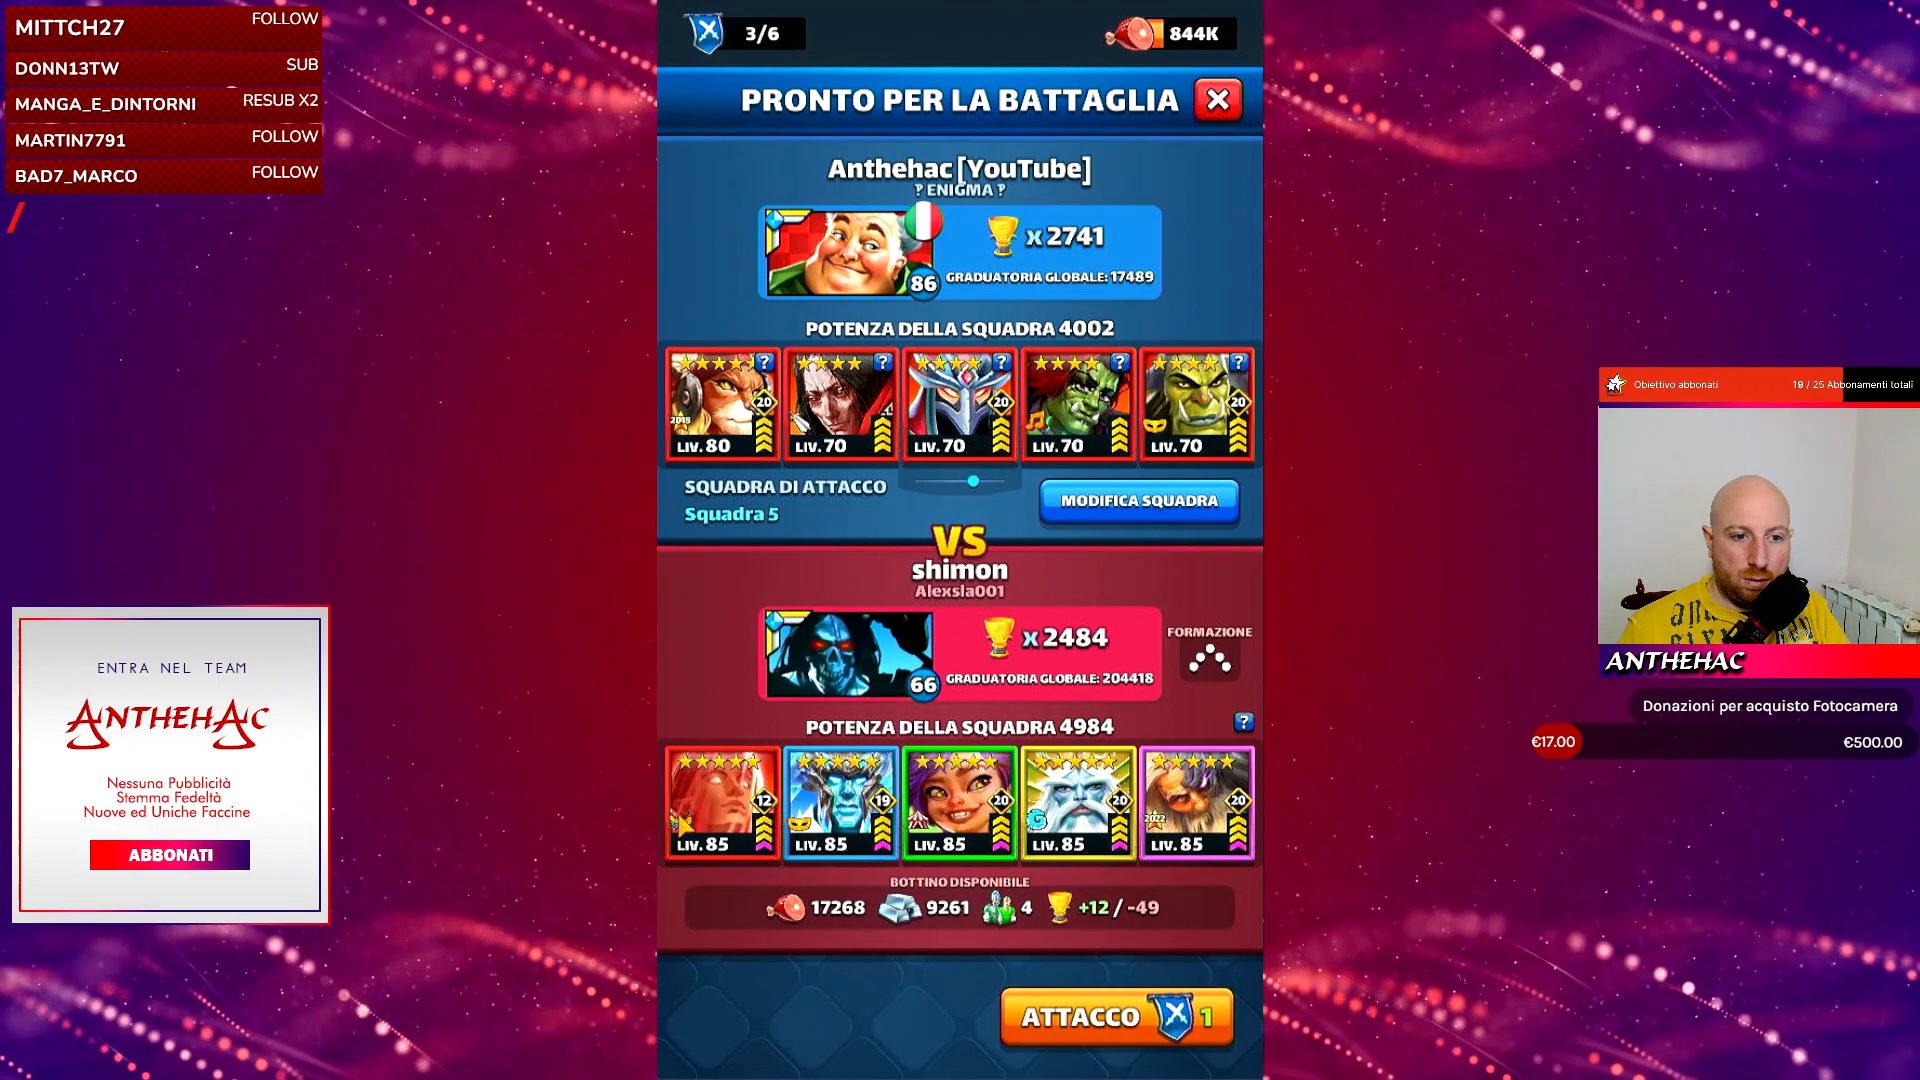 MITTCH27 FOLLOW
DONN13TW SUB
MANGA_E_DINTORNI RESUB X2
MARTIN7791 FOLLOW
BAD7_MARCO FOLLOW
3/6
844K
PRONTO PER LA BATTAGLIA
Anthehac [YouTube]
? ENIGMA ?
x 2741
86
GRADUATORIA GLOBALE: 17489
POTENZA DELLA SQUADRA 4002
? ? ? ? ?
20 20 20
2018
LIV. 80 LIV. 70 LIV. 70 LIV. 70 LIV. 70
SQUADRA DI ATTACCO
Squadra 5
MODIFICA SQUADRA
VS
shimon
Alexsla001
x 2484
66
GRADUATORIA GLOBALE: 204418
FORMAZIONE
POTENZA DELLA SQUADRA 4984
?
12 19 20 20 20
2022
LIV. 85 LIV. 85 LIV. 85 LIV. 85 LIV. 85
BOTTINO DISPONIBILE
17268 9261 4 +12 / -49
ATTACCO 1
ENTRA NEL TEAM
ANTHEHAC
Nessuna Pubblicità
Stemma Fedeltà
Nuove ed Uniche Faccine
ABBONATI
Obiettivo abbonati 19 / 25 Abbonamenti totali
ANTHEHAC
Donazioni per acquisto Fotocamera
€17.00 €500.00